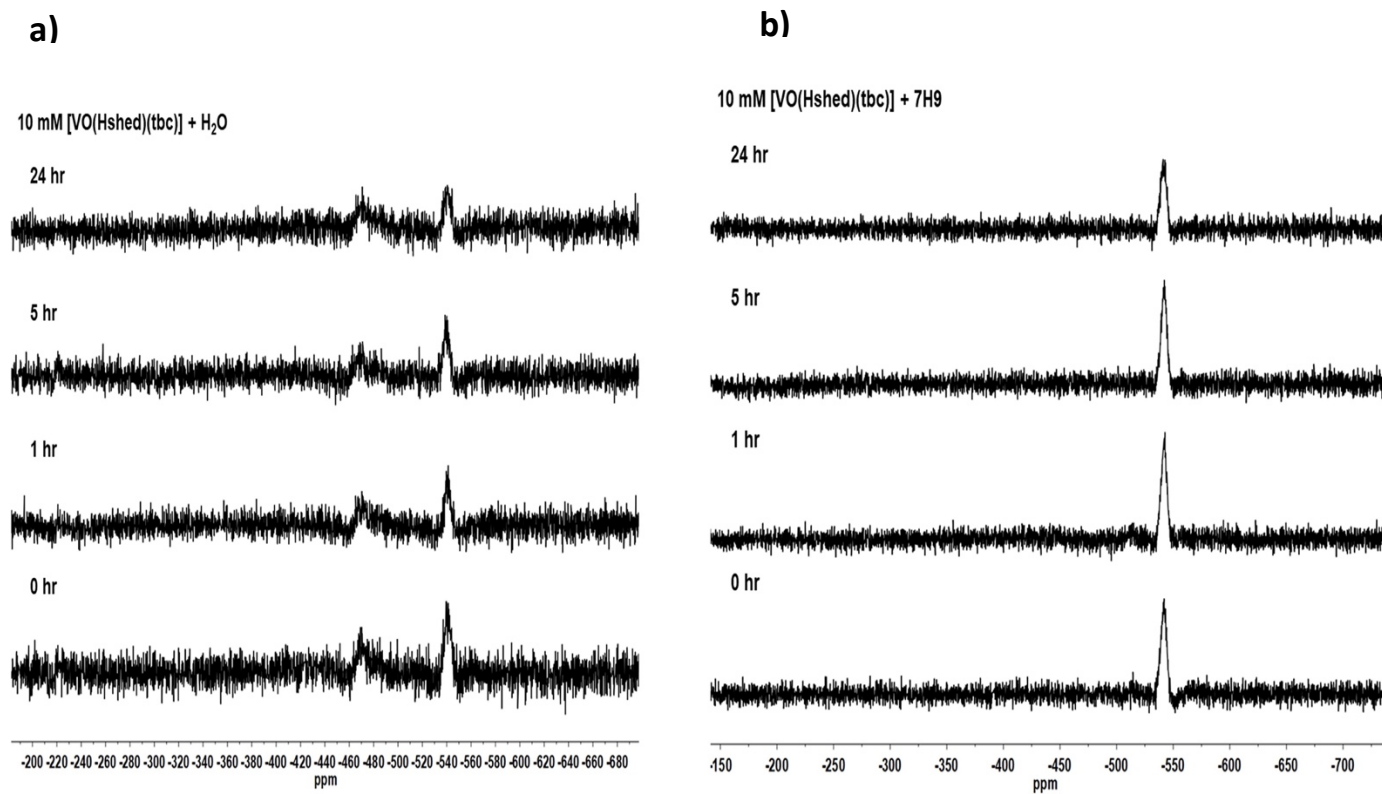 a)
10 mM [VO(Hshed)(tbc)] + H₂O
24 hr
5 hr
1 hr
0 hr
-200 -220 -240 -260 -280 -300 -320 -340 -360 -380 -400 -420 -440 -460 -480 -500 -520 -540 -560 -580 -600 -620 -640 -660 -680
ppm
b)
10 mM [VO(Hshed)(tbc)] + 7H9
24 hr
5 hr
1 hr
0 hr
-150 -200 -250 -300 -350 -400 -450 -500 -550 -600 -650 -700
ppm